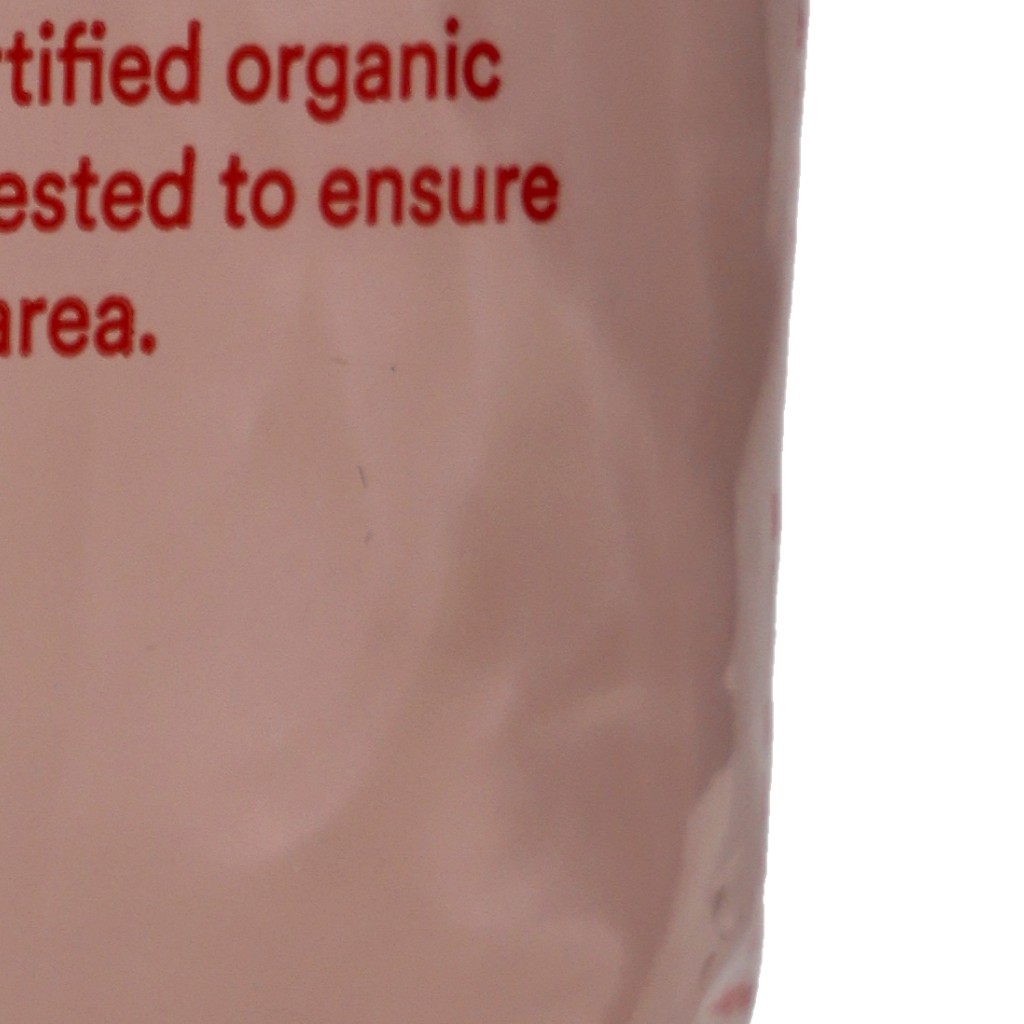 rtified organic
ested to ensure
area.